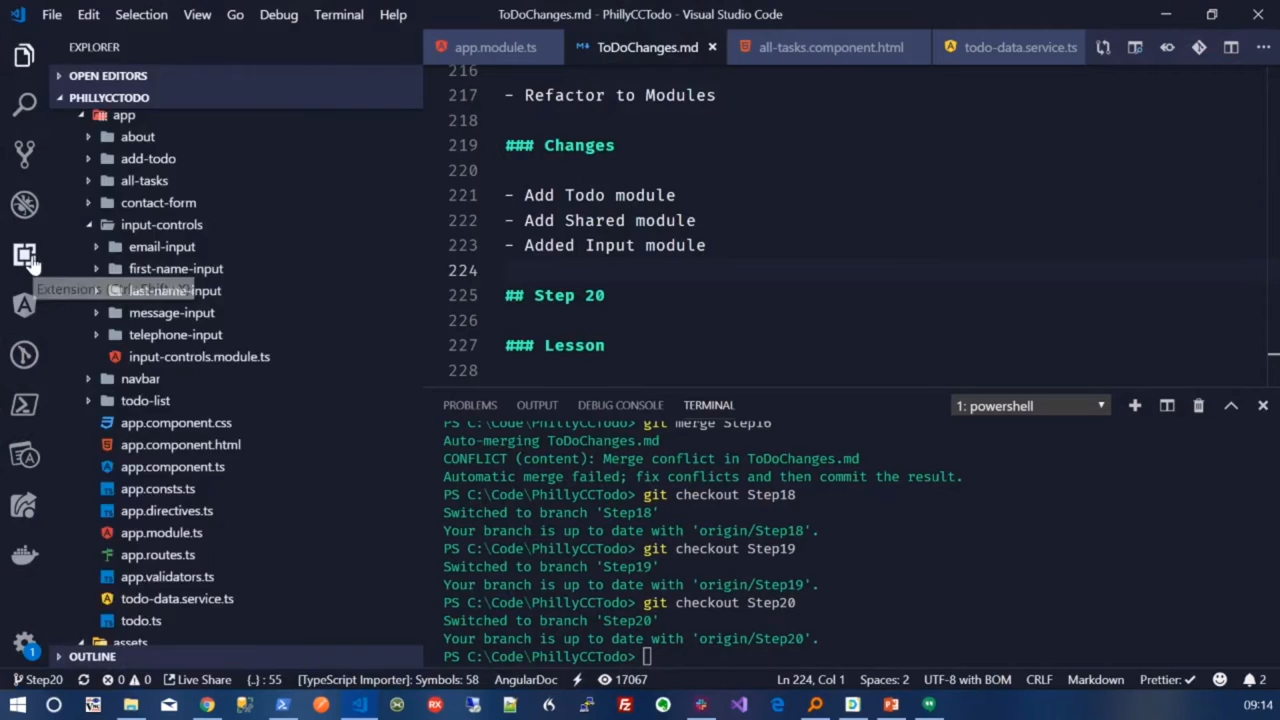 File Edit Selection View Go Debug Terminal Help
ToDoChanges.md - PhillyCCTodo - Visual Studio Code
EXPLORER
OPEN EDITORS
PHILLYCCTODO
app
about
add-todo
all-tasks
contact-form
input-controls
email-input
first-name-input
Extensions (Ctrl+Shift+X)
last-name-input
message-input
telephone-input
input-controls.module.ts
navbar
todo-list
app.component.css
app.component.html
app.component.ts
app.consts.ts
app.directives.ts
app.module.ts
app.routes.ts
app.validators.ts
todo-data.service.ts
todo.ts
assets
OUTLINE
1
app.module.ts ToDoChanges.md all-tasks.component.html todo-data.service.ts
216
217 - Refactor to Modules
218
219 ### Changes
220
221 - Add Todo module
222 - Add Shared module
223 - Added Input module
224
225 ## Step 20
226
227 ### Lesson
228
PROBLEMS OUTPUT DEBUG CONSOLE TERMINAL 1: powershell
PS C:\Code\PhillyCCTodo> git merge Step16
Auto-merging ToDoChanges.md
CONFLICT (content): Merge conflict in ToDoChanges.md
Automatic merge failed; fix conflicts and then commit the result.
PS C:\Code\PhillyCCTodo> git checkout Step18
Switched to branch 'Step18'
Your branch is up to date with 'origin/Step18'.
PS C:\Code\PhillyCCTodo> git checkout Step19
Switched to branch 'Step19'
Your branch is up to date with 'origin/Step19'.
PS C:\Code\PhillyCCTodo> git checkout Step20
Switched to branch 'Step20'
Your branch is up to date with 'origin/Step20'.
PS C:\Code\PhillyCCTodo>
Step20 0 0 Live Share {..} : 55 [TypeScript Importer]: Symbols: 58 AngularDoc 17067 Ln 224, Col 1 Spaces: 2 UTF-8 with BOM CRLF Markdown Prettier: ✓ 2
09:14